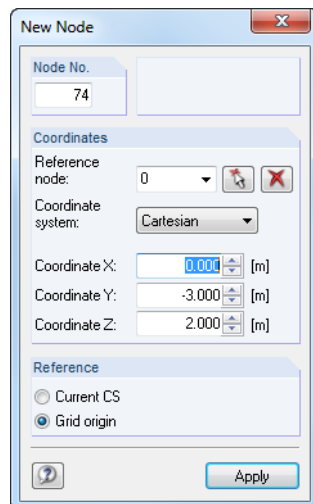 New Node
Node No.
74
Coordinates
Reference node: 0
Coordinate system: Cartesian
Coordinate X: 0.000 [m]
Coordinate Y: -3.000 [m]
Coordinate Z: 2.000 [m]
Reference
Current CS
Grid origin
Apply